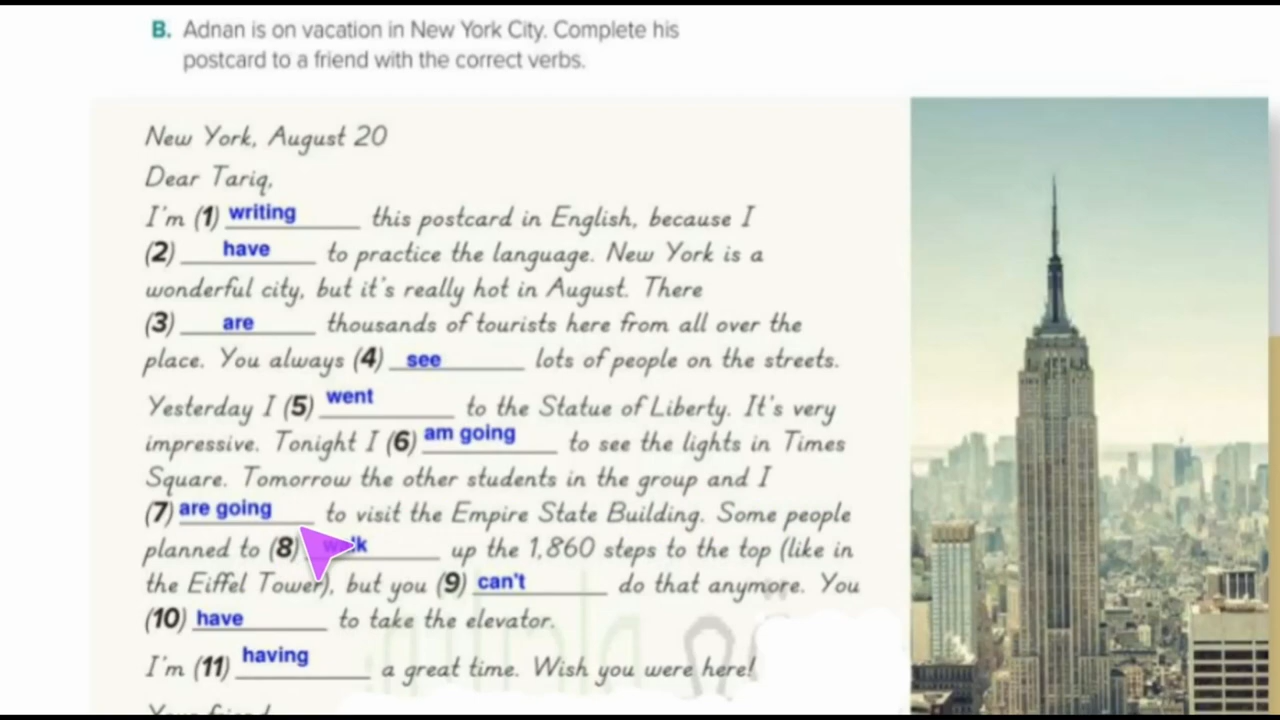 B. Adnan is on vacation in New York City. Complete his
postcard to a friend with the correct verbs.
New York, August 20
Dear Tariq,
I'm (1) writing this postcard in English, because I
(2) have to practice the language. New York is a
wonderful city, but it's really hot in August. There
(3) are thousands of tourists here from all over the
place. You always (4) see lots of people on the streets.
Yesterday I (5) went to the Statue of Liberty. It's very
impressive. Tonight I (6) am going to see the lights in Times
Square. Tomorrow the other students in the group and I
(7) are going to visit the Empire State Building. Some people
planned to (8) walk up the 1,860 steps to the top (like in
the Eiffel Tower), but you (9) can't do that anymore. You
(10) have to take the elevator.
I'm (11) having a great time. Wish you were here!